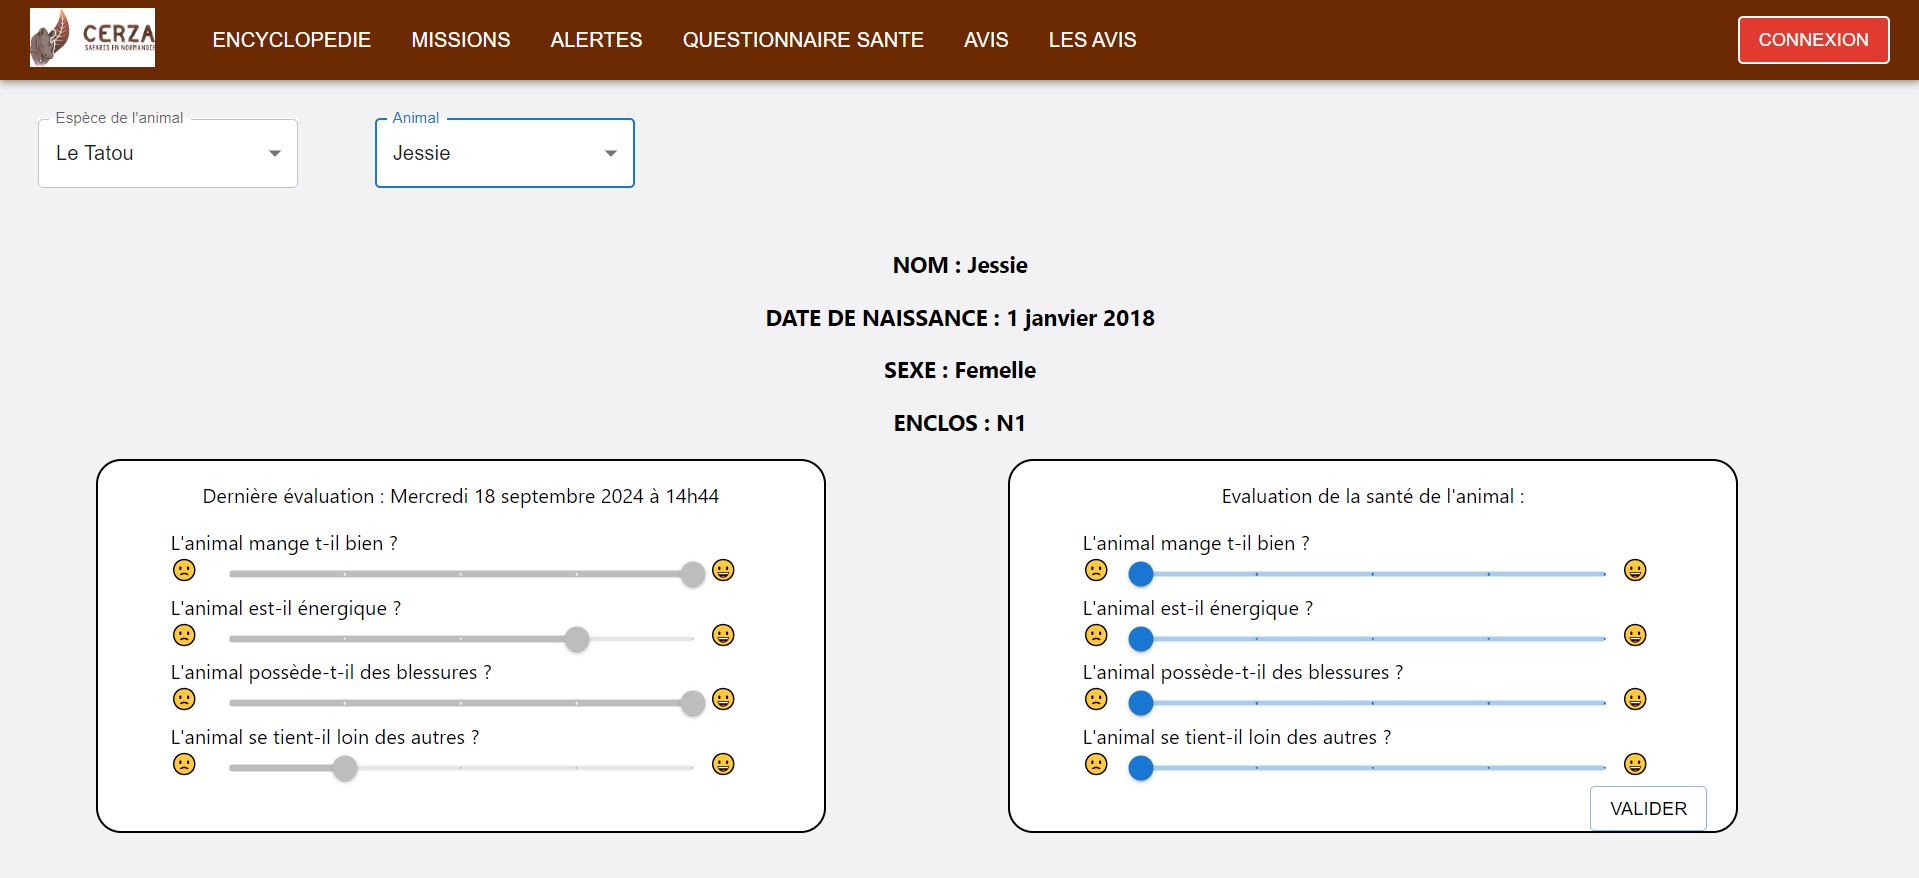 CERZA
SAFARIS EN NORMANDIE
ENCYCLOPEDIE MISSIONS ALERTES QUESTIONNAIRE SANTE AVIS LES AVIS CONNEXION
Espèce de l'animal
Le Tatou
Animal
Jessie
NOM : Jessie
DATE DE NAISSANCE : 1 janvier 2018
SEXE : Femelle
ENCLOS : N1
Dernière évaluation : Mercredi 18 septembre 2024 à 14h44
L'animal mange t-il bien ?
L'animal est-il énergique ?
L'animal possède-t-il des blessures ?
L'animal se tient-il loin des autres ?
Evaluation de la santé de l'animal :
L'animal mange t-il bien ?
L'animal est-il énergique ?
L'animal possède-t-il des blessures ?
L'animal se tient-il loin des autres ?
VALIDER